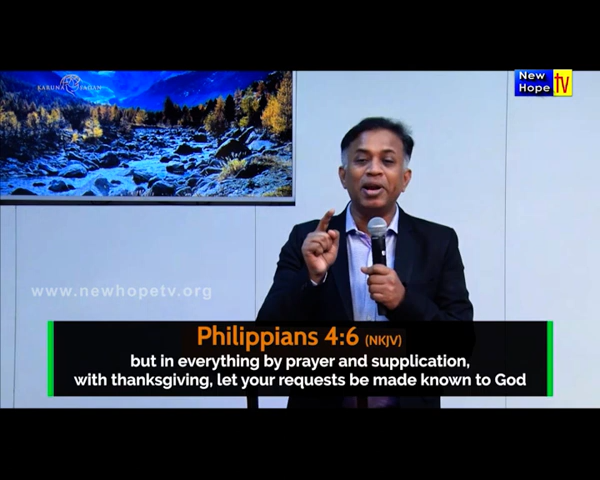 KARUNA SAGAR
New
Hope
TV
www.newhopetv.org
Philippians 4:6 (NKJV)
but in everything by prayer and supplication,
with thanksgiving, let your requests be made known to God